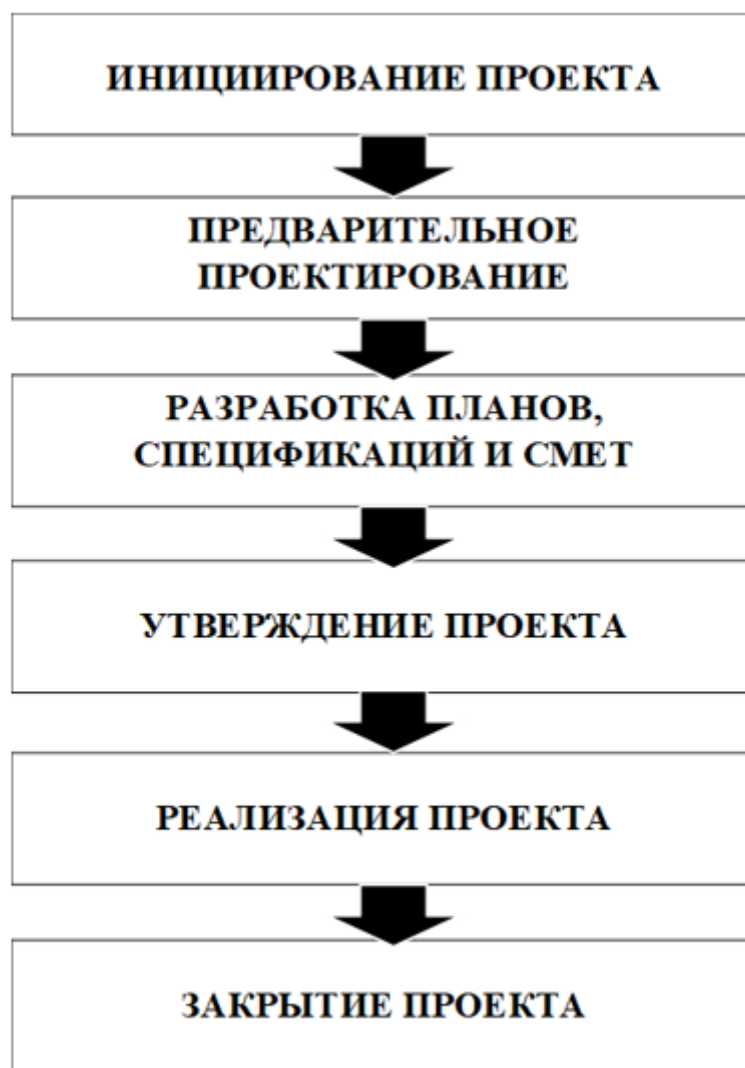 ИНИЦИИРОВАНИЕ ПРОЕКТА
ПРЕДВАРИТЕЛЬНОЕ
ПРОЕКТИРОВАНИЕ
РАЗРАБОТКА ПЛАНОВ,
СПЕЦИФИКАЦИЙ И СМЕТ
УТВЕРЖДЕНИЕ ПРОЕКТА
РЕАЛИЗАЦИЯ ПРОЕКТА
ЗАКРЫТИЕ ПРОЕКТА